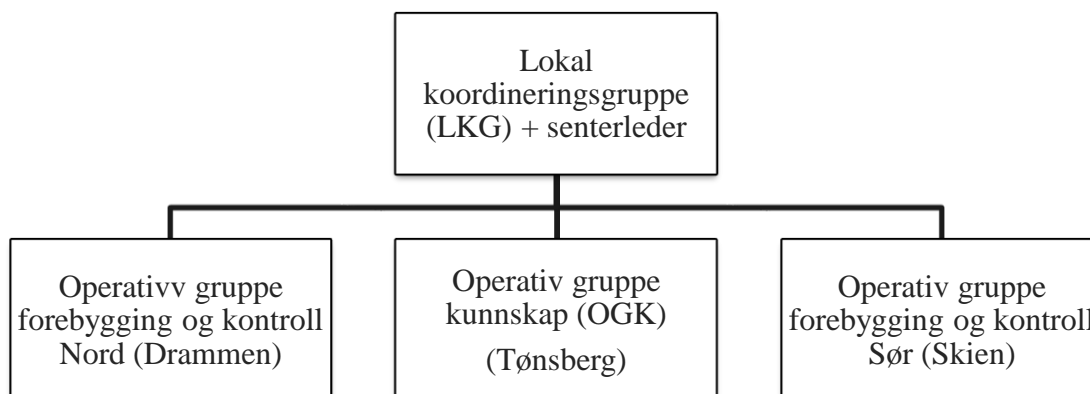 Lokal
koordineringsgruppe
(LKG) + senterleder
Operativv gruppe
forebygging og kontroll
Nord (Drammen)
Operativ gruppe
kunnskap (OGK)
(Tønsberg)
Operativ gruppe
forebygging og kontroll
Sør (Skien)